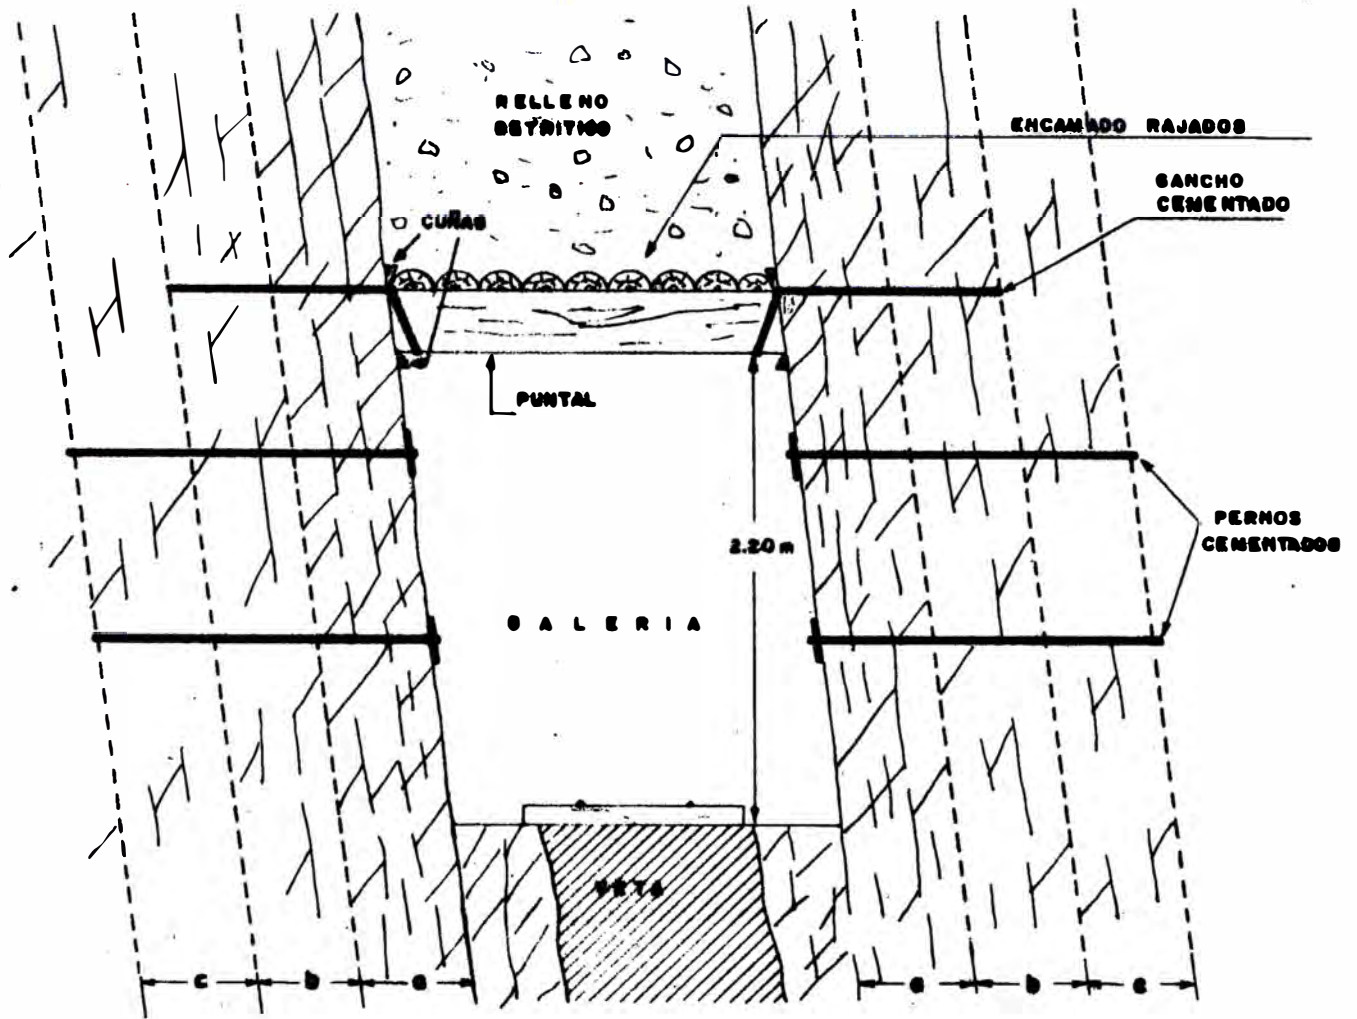 RELLENO
DETRITICO
ENCAMADO RAJADOS
GANCHO
CEMENTADO
CUÑAS
PUNTAL
PERNOS
CEMENTADOS
2.20 m
GALERIA
VETA
c b a
a b c